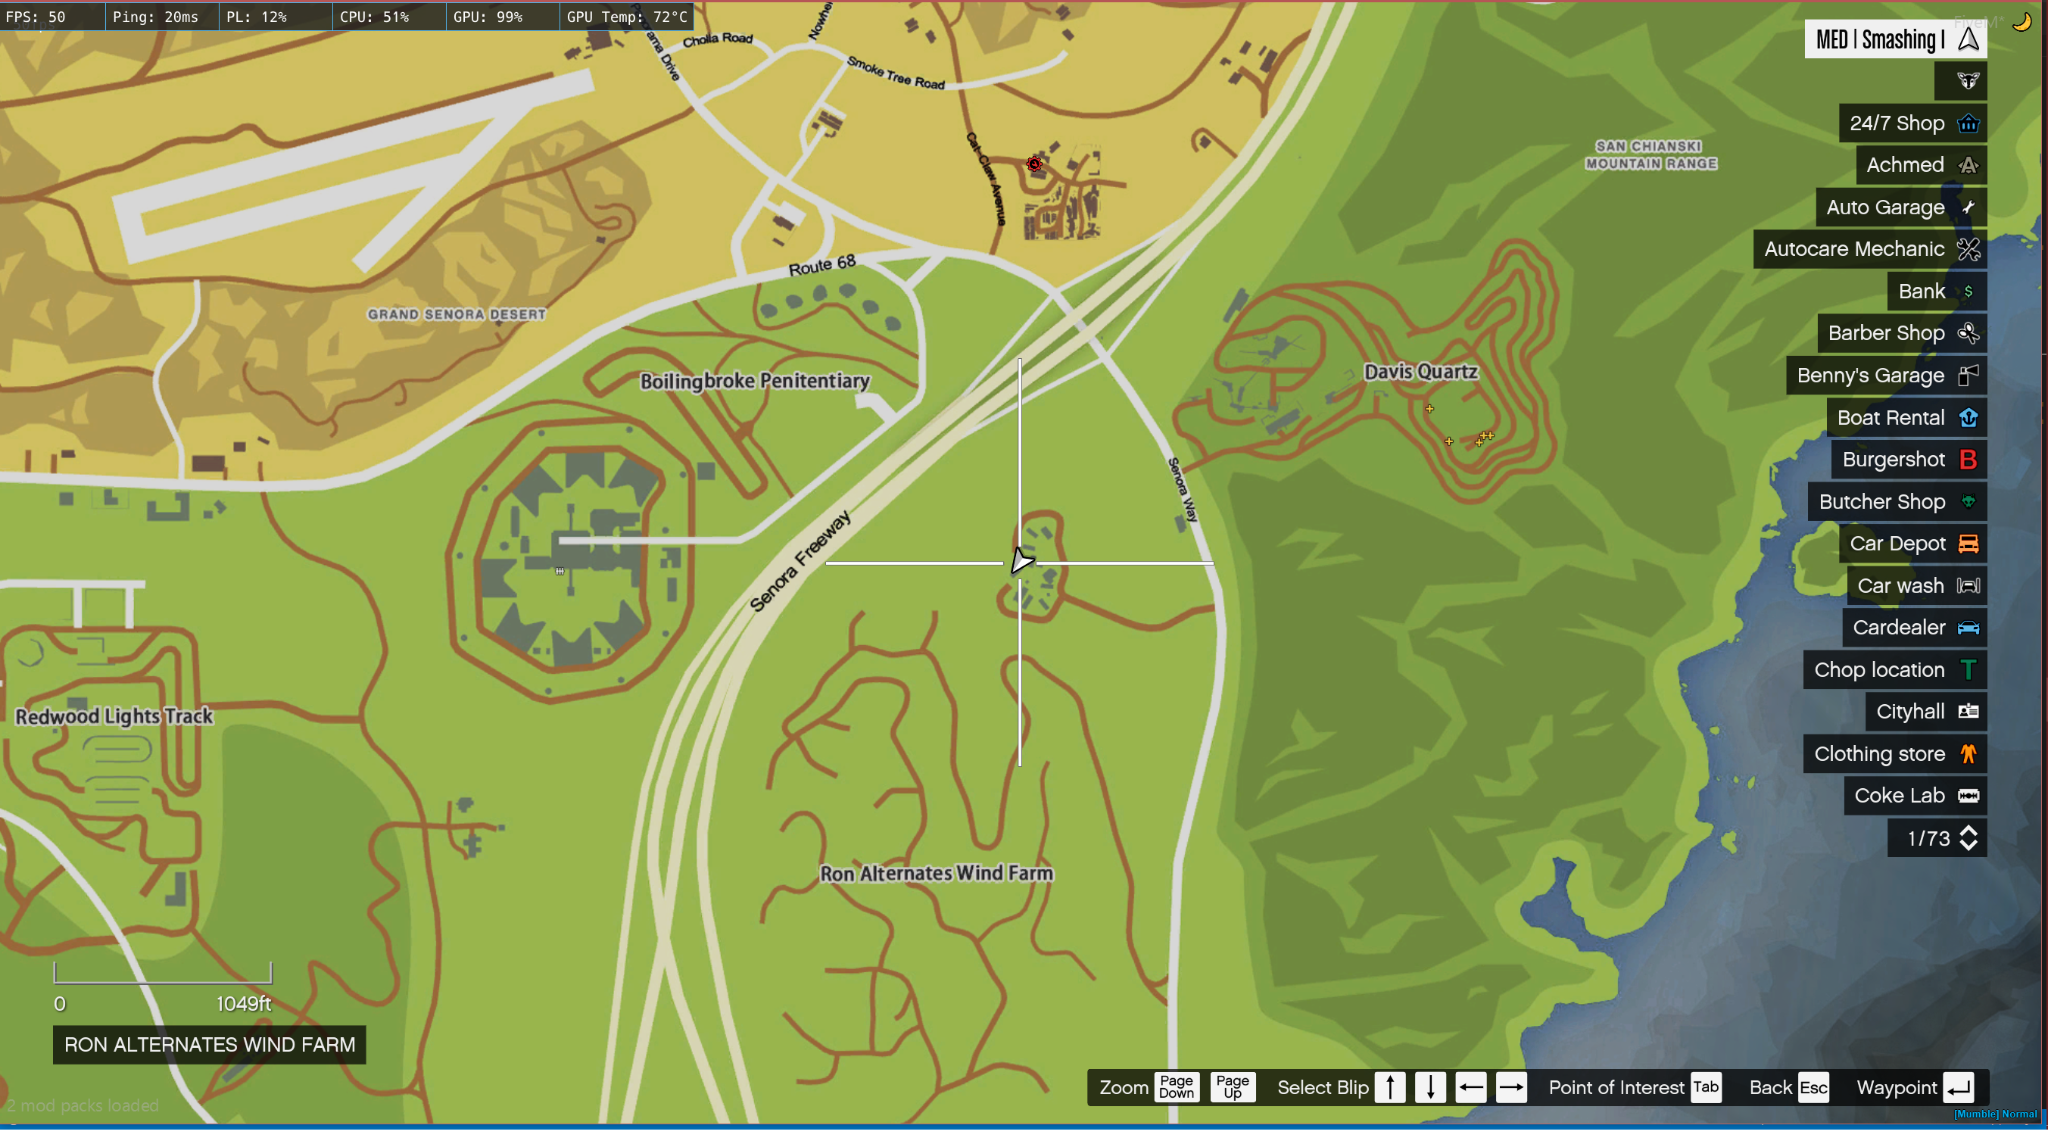 FPS: 50
Ping: 20ms
PL: 12%
CPU: 51%
GPU: 99%
GPU Temp: 72°C
FiveM*
MED | Smashing |
24/7 Shop
Achmed
Auto Garage
Autocare Mechanic
Bank
Barber Shop
Benny's Garage
Boat Rental
Burgershot
Butcher Shop
Car Depot
Car wash
Cardealer
Chop location
Cityhall
Clothing store
Coke Lab
1/73
Cholla Road
Smoke Tree Road
Cat-Claw Avenue
SAN CHIANSKI
MOUNTAIN RANGE
Route 68
GRAND SENORA DESERT
Boilingbroke Penitentiary
Davis Quartz
Senora Way
Senora Freeway
Redwood Lights Track
Ron Alternates Wind Farm
0
1049ft
RON ALTERNATES WIND FARM
2 mod packs loaded
Zoom Page Down Page Up Select Blip ↑ ↓ ← → Point of Interest Tab Back Esc Waypoint
[Mumble] Normal